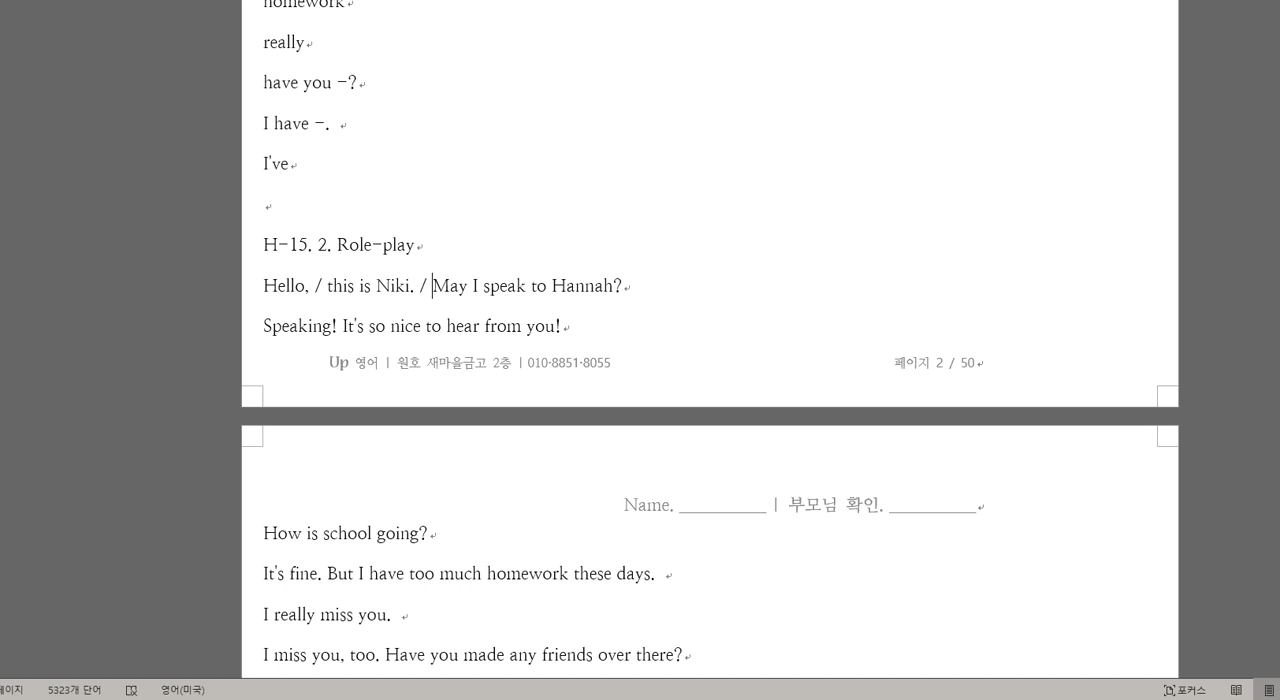 homework
really
have you -?
I have -.
I've
H-15. 2. Role-play
Hello, / this is Niki. / May I speak to Hannah?
Speaking! It's so nice to hear from you!
Up 영어 | 원호 새마을금고 2층 | 010-8851-8055 페이지 2 / 50
Name. __________ | 부모님 확인. __________
How is school going?
It's fine. But I have too much homework these days.
I really miss you.
I miss you, too. Have you made any friends over there?
페이지 5323개 단어 영어(미국) 포커스